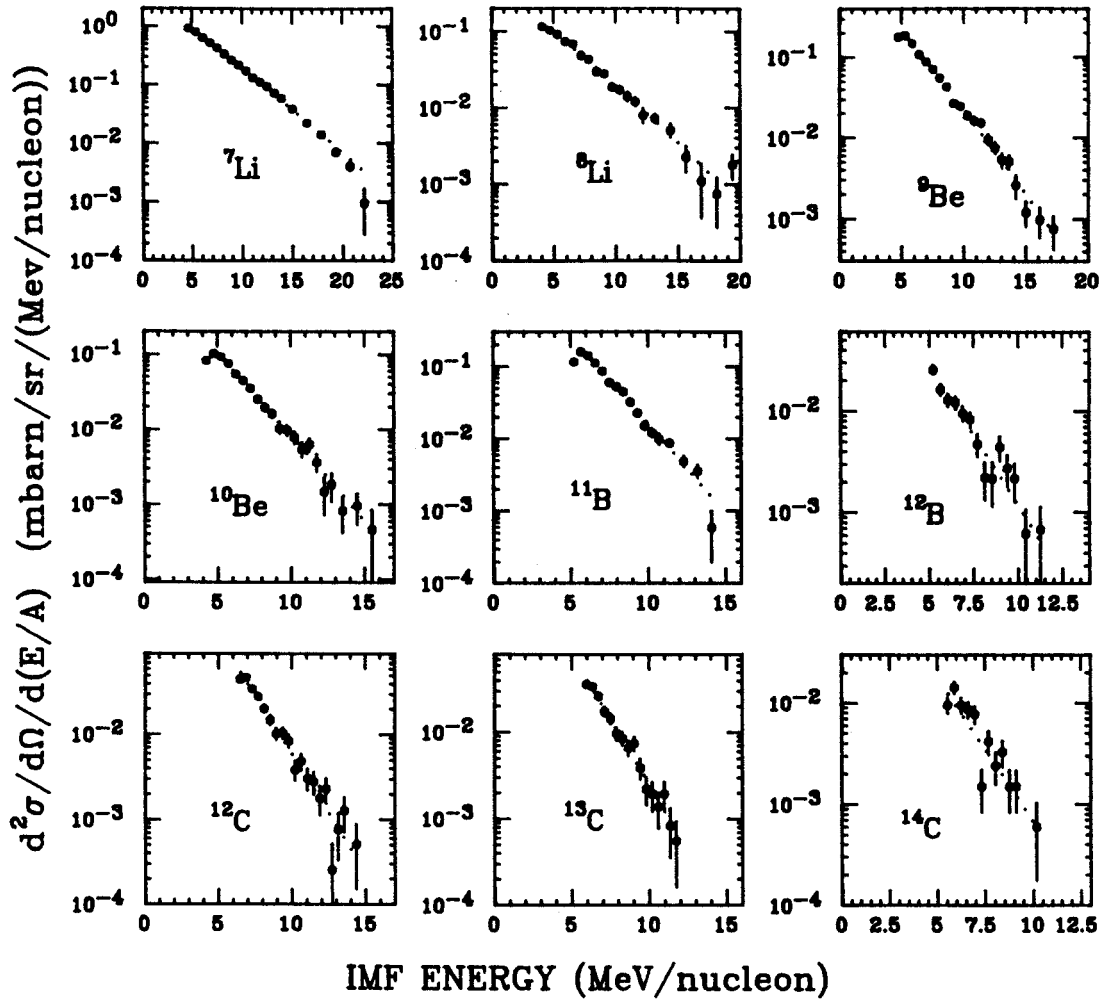 d²σ/dΩ/d(E/A) (mbarn/sr/(Mev/nucleon))
10⁰
10⁻¹
10⁻²
10⁻³
10⁻⁴
⁷Li
0 5 10 15 20 25
10⁻¹
10⁻²
10⁻³
10⁻⁴
⁸Li
0 5 10 15 20
10⁻¹
10⁻²
10⁻³
⁹Be
0 5 10 15 20
10⁻¹
10⁻²
10⁻³
10⁻⁴
¹⁰Be
0 5 10 15
10⁻¹
10⁻²
10⁻³
10⁻⁴
¹¹B
0 5 10 15
10⁻¹
10⁻²
10⁻³
¹²B
0 2.5 5 7.5 10 12.5
10⁻²
10⁻³
10⁻⁴
¹²C
0 5 10 15
10⁻²
10⁻³
10⁻⁴
¹³C
0 5 10 15
10⁻²
10⁻³
10⁻⁴
¹⁴C
0 2.5 5 7.5 10 12.5
IMF ENERGY (MeV/nucleon)